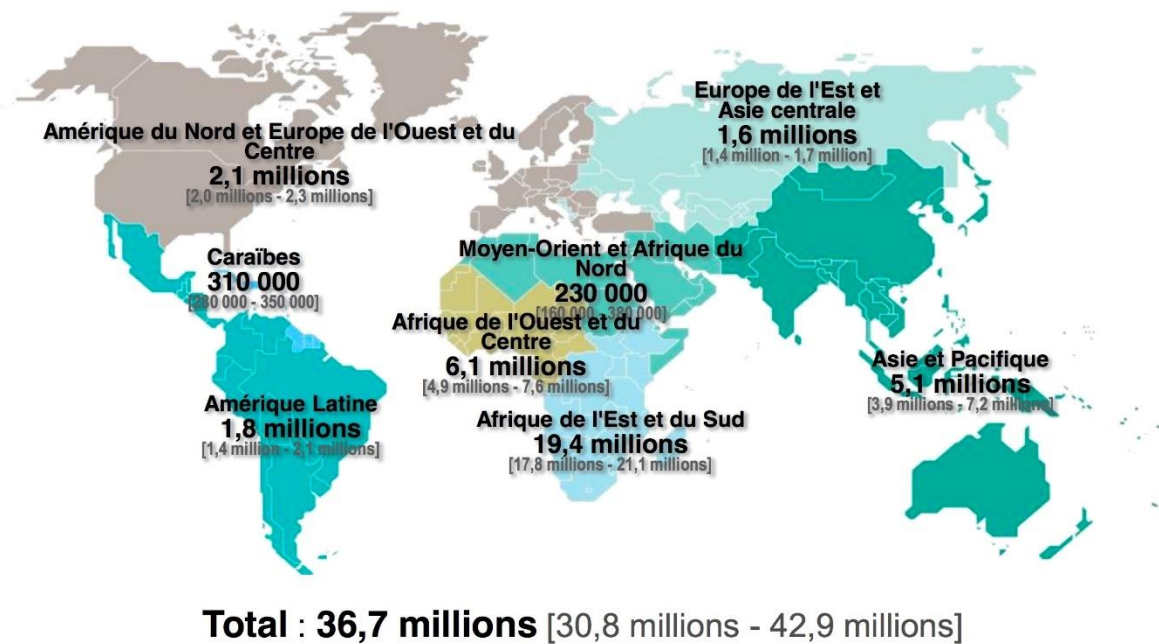 Europe de l'Est et
Asie centrale
1,6 millions
[1,4 million - 1,7 million]
Amérique du Nord et Europe de l'Ouest et du
Centre
2,1 millions
[2,0 millions - 2,3 millions]
Caraïbes
310 000
[280 000 - 350 000]
Moyen-Orient et Afrique du
Nord
230 000
[160 000 - 380 000]
Afrique de l'Ouest et du
Centre
6,1 millions
[4,9 millions - 7,6 millions]
Asie et Pacifique
5,1 millions
[3,9 millions - 7,2 millions]
Amérique Latine
1,8 millions
[1,4 million - 2,1 millions]
Afrique de l'Est et du Sud
19,4 millions
[17,8 millions - 21,1 millions]
Total : 36,7 millions [30,8 millions - 42,9 millions]